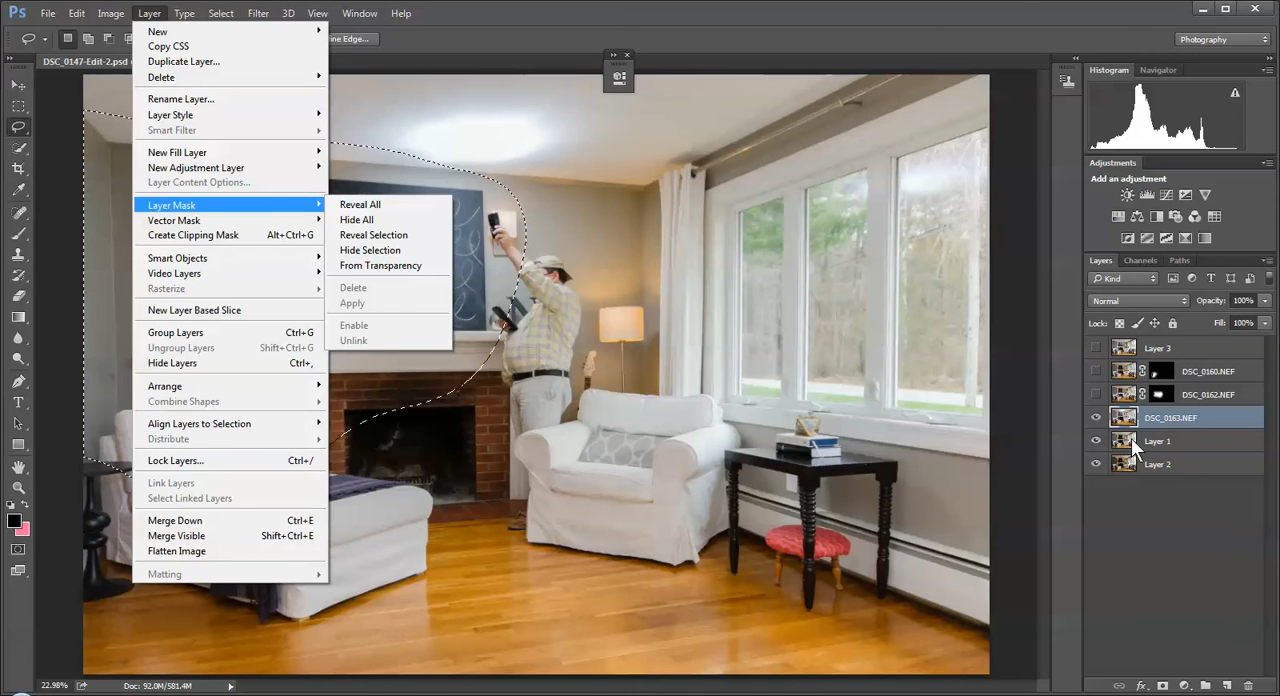 Ps File Edit Image Layer Type Select Filter 3D View Window Help
Photography
DSC_0147-Edit-2.psd
New
Copy CSS
Duplicate Layer...
Delete
Rename Layer...
Layer Style
Smart Filter
New Fill Layer
New Adjustment Layer
Layer Content Options...
Layer Mask
Vector Mask
Create Clipping Mask Alt+Ctrl+G
Smart Objects
Video Layers
Rasterize
New Layer Based Slice
Group Layers Ctrl+G
Ungroup Layers Shift+Ctrl+G
Hide Layers Ctrl+,
Arrange
Combine Shapes
Align Layers to Selection
Distribute
Lock Layers... Ctrl+/
Link Layers
Select Linked Layers
Merge Down Ctrl+E
Merge Visible Shift+Ctrl+E
Flatten Image
Matting
Reveal All
Hide All
Reveal Selection
Hide Selection
From Transparency
Delete
Apply
Enable
Unlink
Histogram Navigator
Adjustments
Add an adjustment
Layers Channels Paths
Kind
Normal Opacity: 100%
Lock: Fill: 100%
Layer 3
DSC_0160.NEF
DSC_0162.NEF
DSC_0163.NEF
Layer 1
Layer 2
22.98% Doc: 92.0M/581.4M